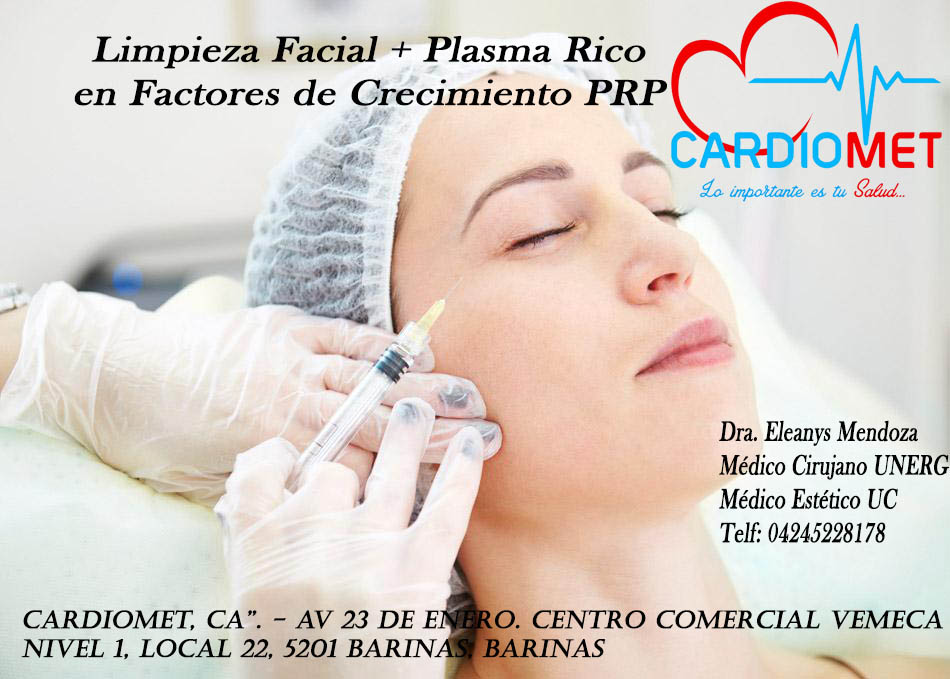 Limpieza Facial + Plasma Rico
en Factores de Crecimiento PRP
CARDIOMET
Lo importante es tu Salud...
Dra. Eleanys Mendoza
Médico Cirujano UNERG
Médico Estético UC
Telf: 04245228178
CARDIOMET, CA”. – AV 23 DE ENERO. CENTRO COMERCIAL VEMECA
NIVEL 1, LOCAL 22, 5201 BARINAS. BARINAS